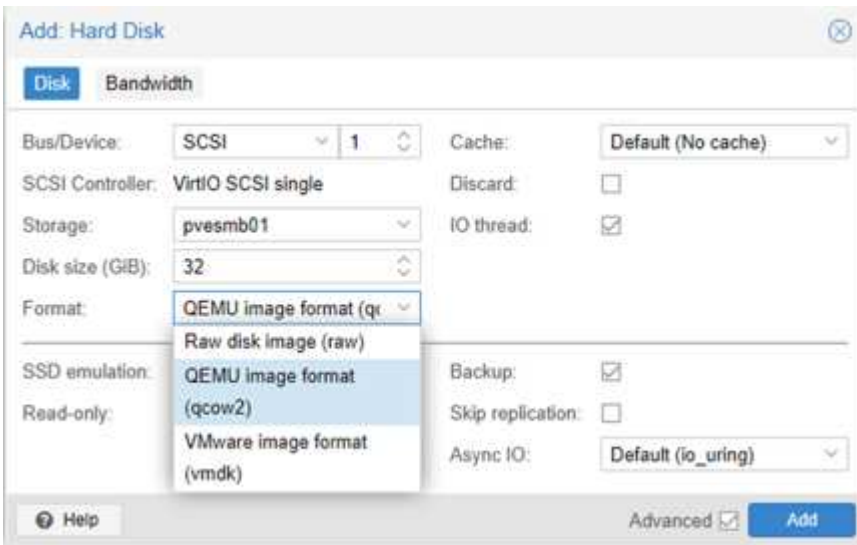 Add: Hard Disk
Disk
Bandwidth
Bus/Device:
SCSI
1
Cache:
Default (No cache)
SCSI Controller:
VirtIO SCSI single
Discard:
Storage:
pvesmb01
IO thread:
Disk size (GiB):
32
Format:
QEMU image format (qc
Raw disk image (raw)
QEMU image format
(qcow2)
VMware image format
(vmdk)
SSD emulation:
Backup:
Read-only:
Skip replication:
Async IO:
Default (io_uring)
Help
Advanced
Add